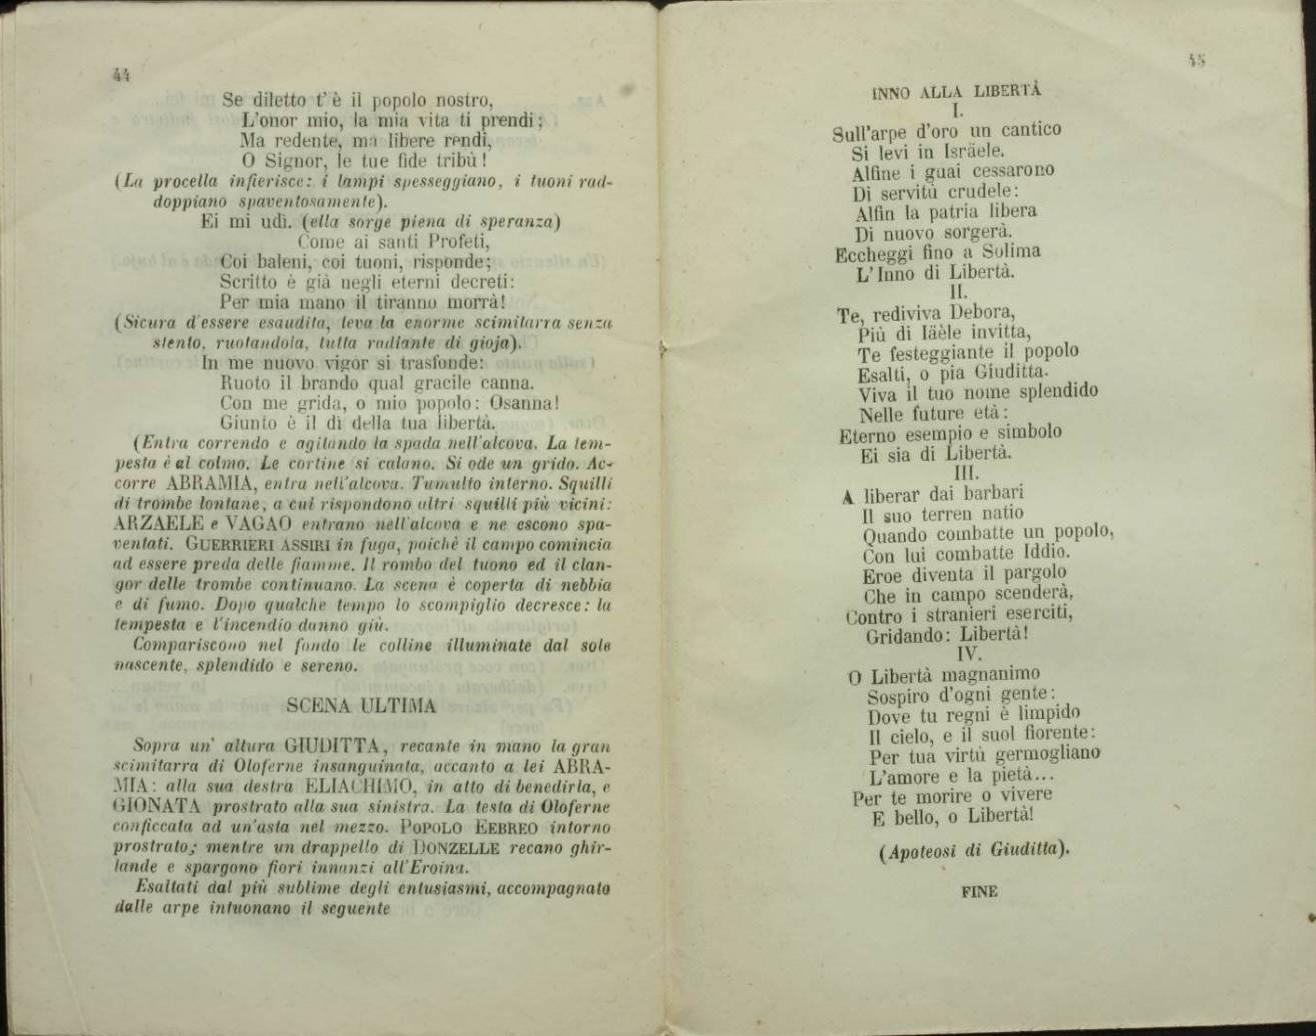 44
Se diletto t' è il popolo nostro,
L'onor mio, la mia vita ti prendi;
Ma redente, ma libere rendi,
O Signor, le tue fide tribù!
(La procella infierisce: i lampi spesseggiano, i tuoni rad-
doppiano spaventosamente).
Ei mi udì. (ella sorge piena di speranza)
Come ai santi Profeti,
Coi baleni, coi tuoni, risponde;
Scritto è già negli eterni decreti:
Per mia mano il tiranno morrà!
(Sicura d'essere esaudita, leva la enorme scimitarra senza
stento, ruotandola, tutta radiante di gioja).
In me nuovo vigor si trasfonde:
Ruoto il brando qual gracile canna.
Con me grida, o mio popolo: Osanna!
Giunto è il dì della tua libertà.
(Entra correndo e agitando la spada nell'alcova. La tem-
pesta è al colmo. Le cortine si calano. Si ode un grido. Ac-
corre ABRAMIA, entra nell'alcova. Tumulto interno. Squilli
di trombe lontane, a cui rispondono altri squilli più vicini:
ARZAELE e VAGAO entrano nell'alcova e ne escono spa-
ventati. GUERRIERI ASSIRI in fuga, poichè il campo comincia
ad essere preda delle fiamme. Il rombo del tuono ed il clan-
gor delle trombe continuano. La scena è coperta di nebbia
e di fumo. Dopo qualche tempo lo scompiglio decresce: la
tempesta e l'incendio danno giù.
Compariscono nel fondo le colline illuminate dal sole
nascente, splendido e sereno.
SCENA ULTIMA
Sopra un' altura GIUDITTA, recante in mano la gran
scimitarra di Oloferne insanguinata, accanto a lei ABRA-
MIA: alla sua destra ELIACHIMO, in atto di benedirla, e
GIONATA prostrato alla sua sinistra. La testa di Oloferne
conficcata ad un'asta nel mezzo. POPOLO EEBREO intorno
prostrato; mentre un drappello di DONZELLE recano ghir-
lande e spargono fiori innanzi all'Eroina.
Esaltati dal più sublime degli entusiasmi, accompagnato
dalle arpe intuonano il seguente
45
INNO ALLA LIBERTÀ
I.
Sull'arpe d'oro un cantico
Si levi in Isräele.
Alfine i guai cessarono
Di servitù crudele:
Alfin la patria libera
Di nuovo sorgerà.
Eccheggi fino a Solima
L'Inno di Libertà.
II.
Te, rediviva Debora,
Più di Iäèle invitta,
Te festeggiante il popolo
Esalti, o pia Giuditta.
Viva il tuo nome splendido
Nelle future età:
Eterno esempio e simbolo
Ei sia di Libertà.
III.
A liberar dai barbari
Il suo terren natio
Quando combatte un popolo,
Con lui combatte Iddio.
Eroe diventa il pargolo
Che in campo scenderà,
Contro i stranieri eserciti,
Gridando: Libertà!
IV.
O Libertà magnanimo
Sospiro d'ogni gente:
Dove tu regni è limpido
Il cielo, e il suol fiorente:
Per tua virtù germogliano
L'amore e la pietà...
Per te morire o vivere
E bello, o Libertà!
(Apoteosi di Giuditta).
FINE